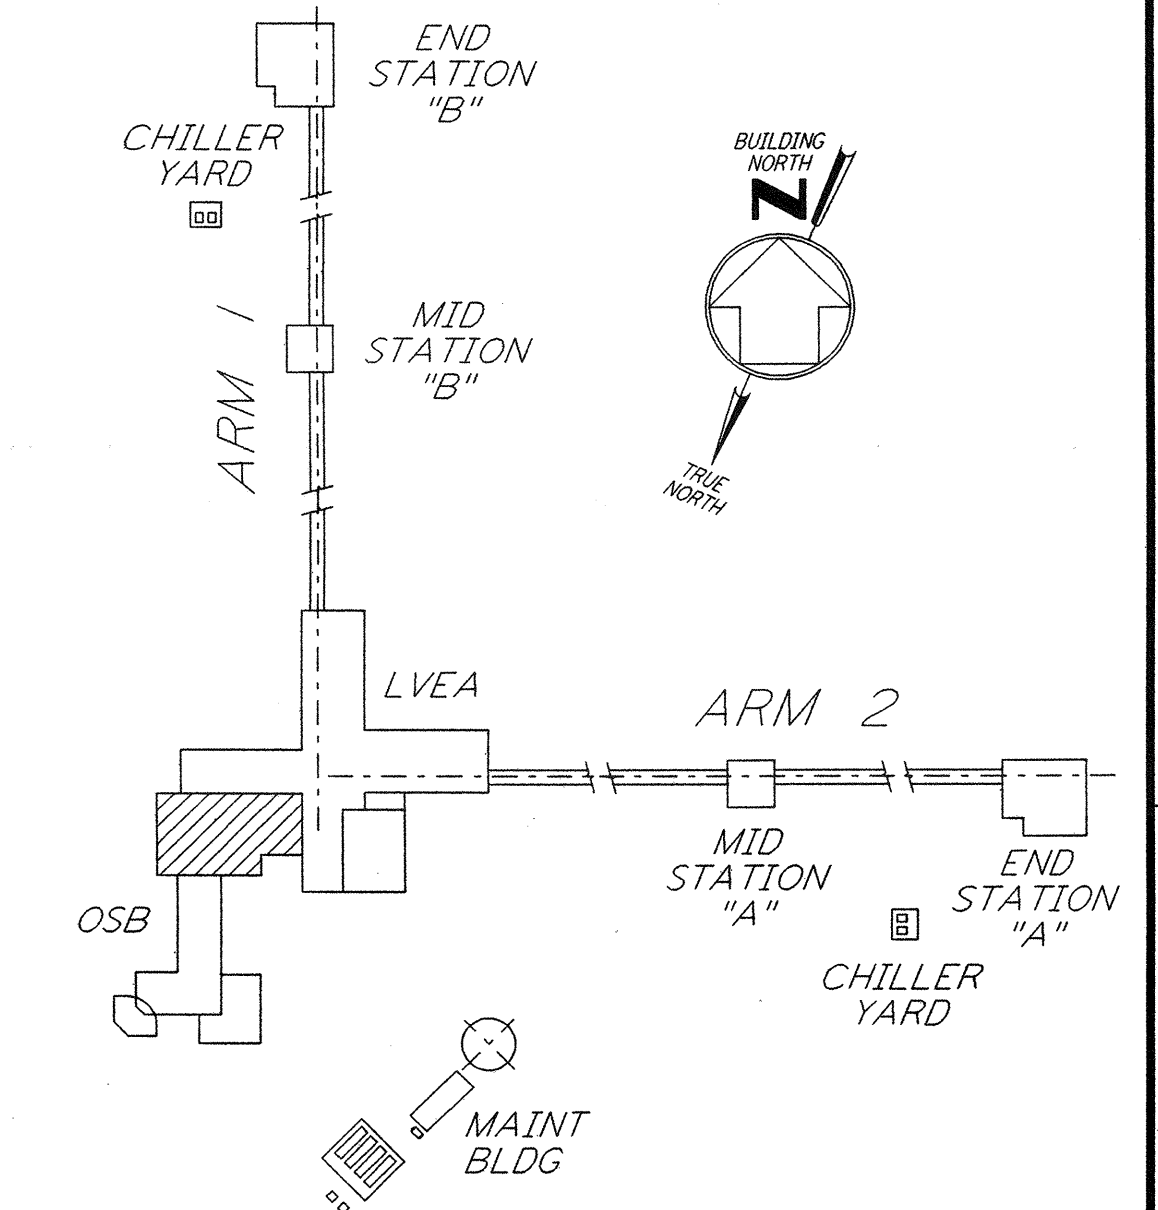 END
STATION
"B"
CHILLER
YARD
BUILDING
NORTH
N
MID
STATION
"B"
ARM 1
TRUE
NORTH
LVEA
ARM 2
MID
STATION
"A"
END
STATION
"A"
OSB
CHILLER
YARD
MAINT
BLDG